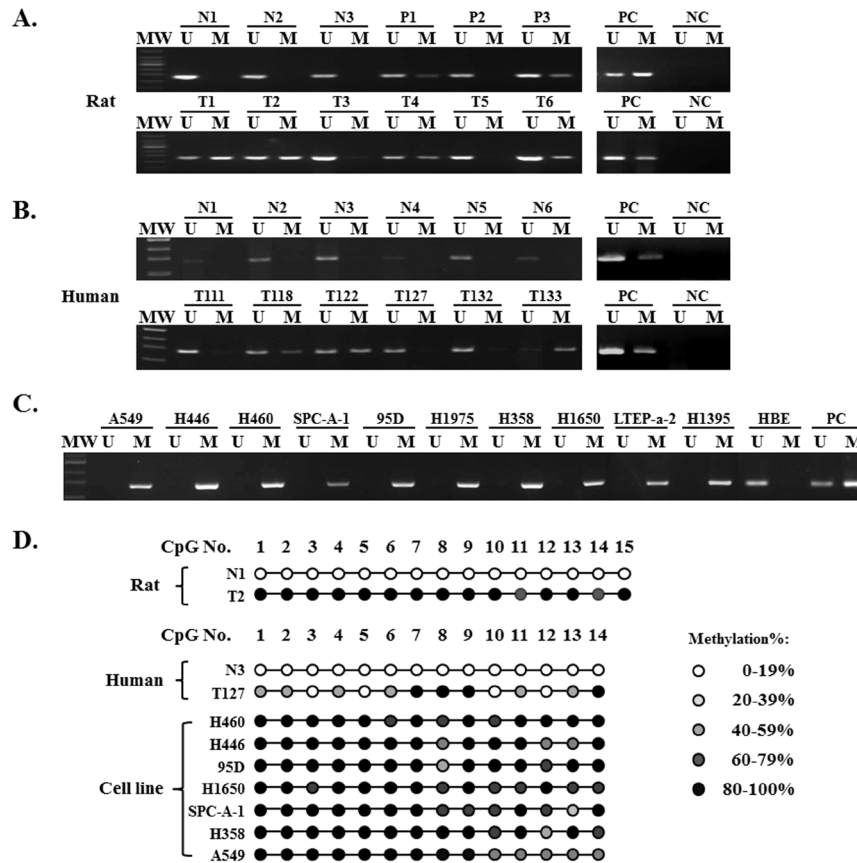 A.
N1 N2 N3 P1 P2 P3 PC NC
MW U M U M U M U M U M U M U M U M
Rat
T1 T2 T3 T4 T5 T6 PC NC
MW U M U M U M U M U M U M U M U M
B.
N1 N2 N3 N4 N5 N6 PC NC
MW U M U M U M U M U M U M U M U M
Human
T111 T118 T122 T127 T132 T133 PC NC
U M U M U M U M U M U M U M U M
MW
C.
A549 H446 H460 SPC-A-1 95D H1975 H358 H1650 LTEP-a-2 H1395 HBE PC
MW U M U M U M U M U M U M U M U M U M U M U M U M
D.
CpG No. 1 2 3 4 5 6 7 8 9 10 11 12 13 14 15
Rat
N1
T2
CpG No. 1 2 3 4 5 6 7 8 9 10 11 12 13 14
Human
N3
T127
Cell line
H460
H446
95D
H1650
SPC-A-1
H358
A549
Methylation%:
0-19%
20-39%
40-59%
60-79%
80-100%